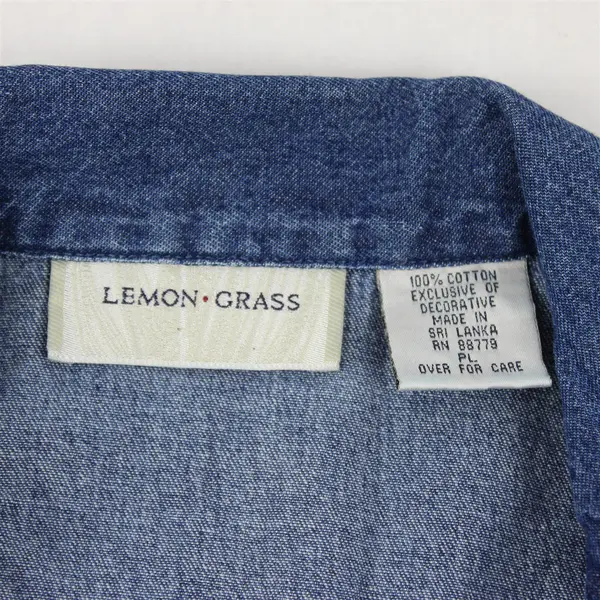 LEMON • GRASS
100% COTTON
EXCLUSIVE OF
DECORATIVE
MADE IN
SRI LANKA
RN 88779
PL.
OVER FOR CARE